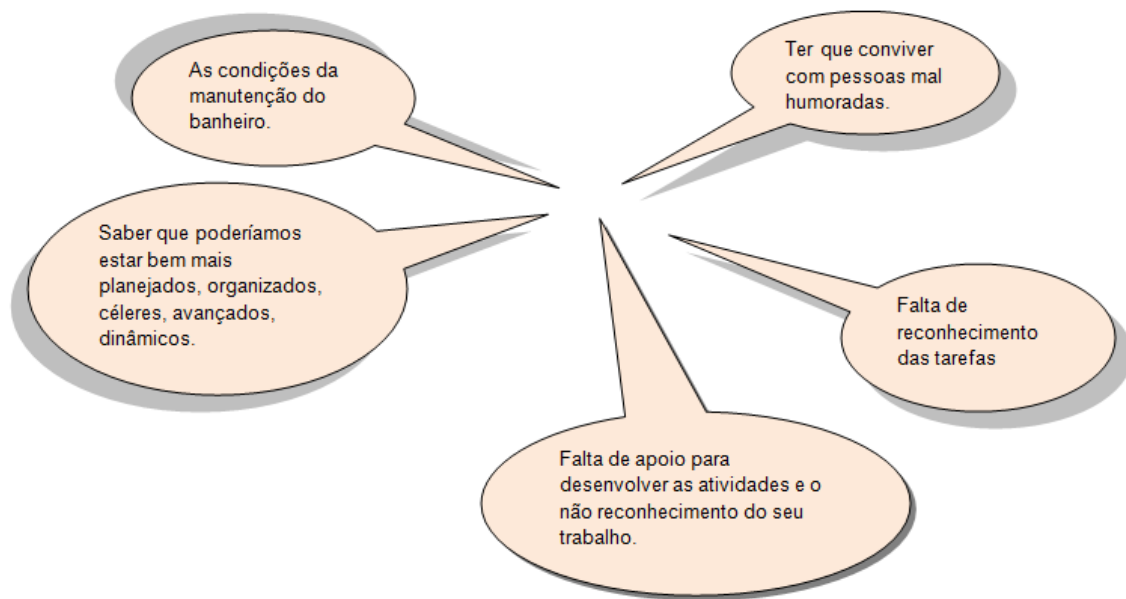 As condições da
manutenção do
banheiro.
Ter que conviver
com pessoas mal
humoradas.
Saber que poderíamos
estar bem mais
planejados, organizados,
céleres, avançados,
dinâmicos.
Falta de
reconhecimento
das tarefas
Falta de apoio para
desenvolver as atividades e o
não reconhecimento do seu
trabalho.